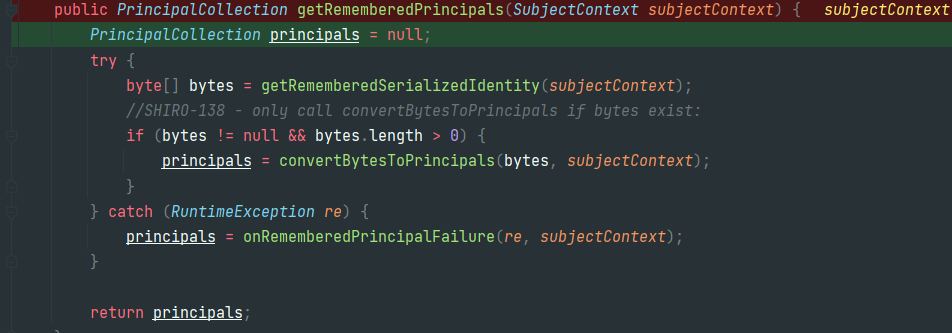 public PrincipalCollection getRememberedPrincipals(SubjectContext subjectContext) {   subjectContext
PrincipalCollection principals = null;
try {
byte[] bytes = getRememberedSerializedIdentity(subjectContext);
//SHIRO-138 - only call convertBytesToPrincipals if bytes exist:
if (bytes != null && bytes.length > 0) {
principals = convertBytesToPrincipals(bytes, subjectContext);
}
} catch (RuntimeException re) {
principals = onRememberedPrincipalFailure(re, subjectContext);
}
return principals;